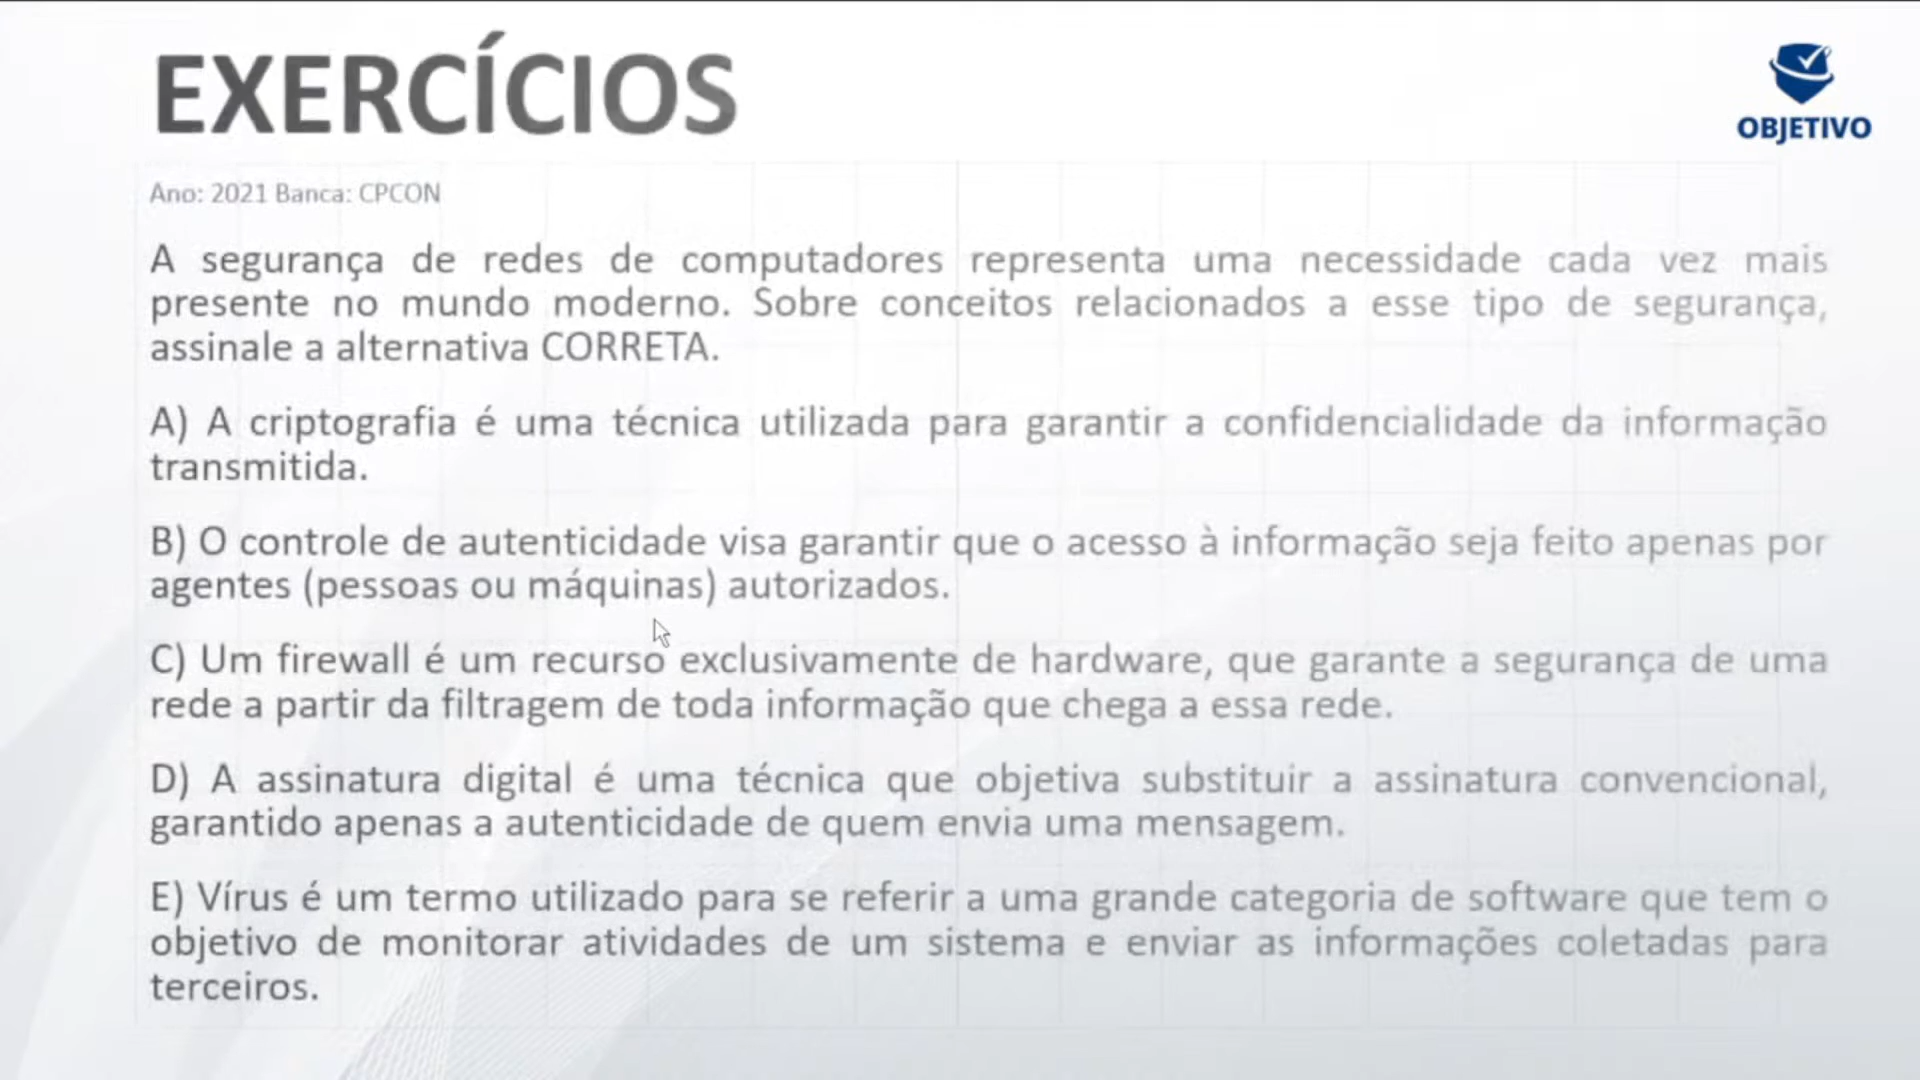 EXERCÍCIOS
OBJETIVO
Ano: 2021 Banca: CPCON
A segurança de redes de computadores representa uma necessidade cada vez mais
presente no mundo moderno. Sobre conceitos relacionados a esse tipo de segurança,
assinale a alternativa CORRETA.
A) A criptografia é uma técnica utilizada para garantir a confidencialidade da informação
transmitida.
B) O controle de autenticidade visa garantir que o acesso à informação seja feito apenas por
agentes (pessoas ou máquinas) autorizados.
C) Um firewall é um recurso exclusivamente de hardware, que garante a segurança de uma
rede a partir da filtragem de toda informação que chega a essa rede.
D) A assinatura digital é uma técnica que objetiva substituir a assinatura convencional,
garantido apenas a autenticidade de quem envia uma mensagem.
E) Vírus é um termo utilizado para se referir a uma grande categoria de software que tem o
objetivo de monitorar atividades de um sistema e enviar as informações coletadas para
terceiros.